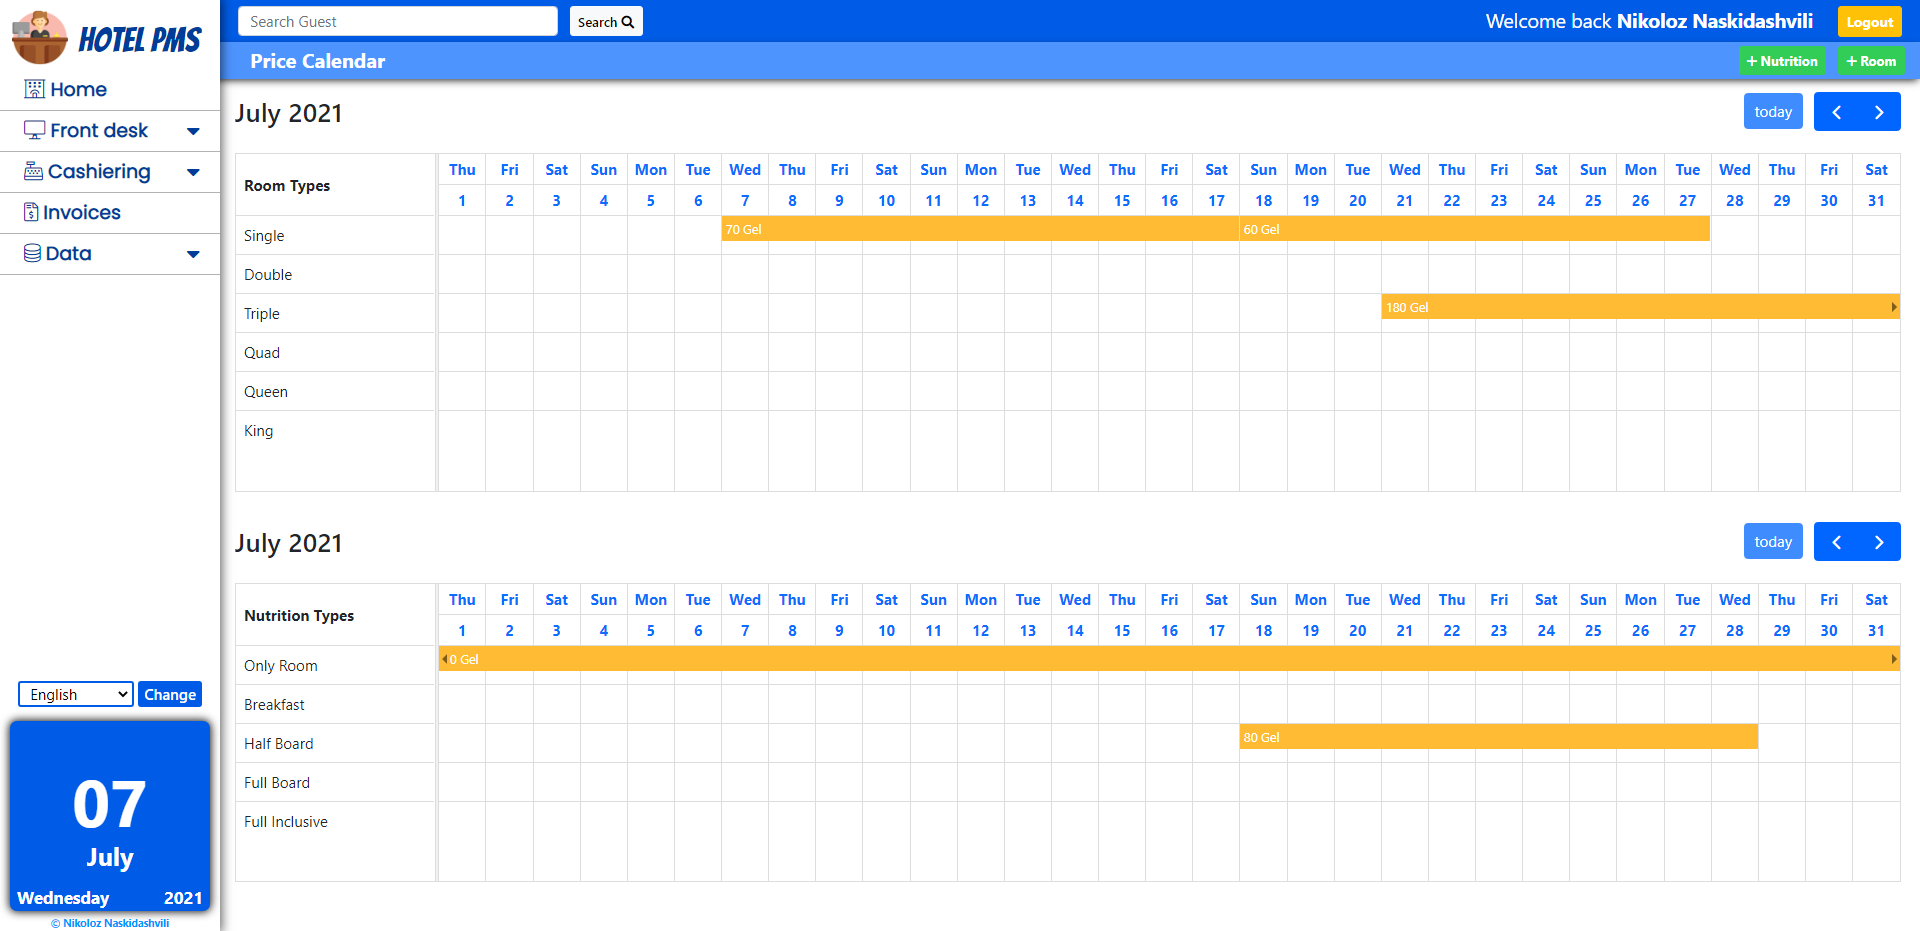 HOTEL PMS
Home
Front desk
Cashiering
Invoices
Data
English
Change
07
July
Wednesday 2021
© Nikoloz Naskidashvili
Search Guest
Search
Welcome back Nikoloz Naskidashvili
Logout
Price Calendar
+ Nutrition
+ Room
July 2021
today
Room Types
Thu Fri Sat Sun Mon Tue Wed Thu Fri Sat Sun Mon Tue Wed Thu Fri Sat Sun Mon Tue Wed Thu Fri Sat Sun Mon Tue Wed Thu Fri Sat
1 2 3 4 5 6 7 8 9 10 11 12 13 14 15 16 17 18 19 20 21 22 23 24 25 26 27 28 29 30 31
Single 70 Gel 60 Gel
Double
Triple 180 Gel
Quad
Queen
King
July 2021
today
Nutrition Types
Thu Fri Sat Sun Mon Tue Wed Thu Fri Sat Sun Mon Tue Wed Thu Fri Sat Sun Mon Tue Wed Thu Fri Sat Sun Mon Tue Wed Thu Fri Sat
1 2 3 4 5 6 7 8 9 10 11 12 13 14 15 16 17 18 19 20 21 22 23 24 25 26 27 28 29 30 31
Only Room 0 Gel
Breakfast
Half Board 80 Gel
Full Board
Full Inclusive